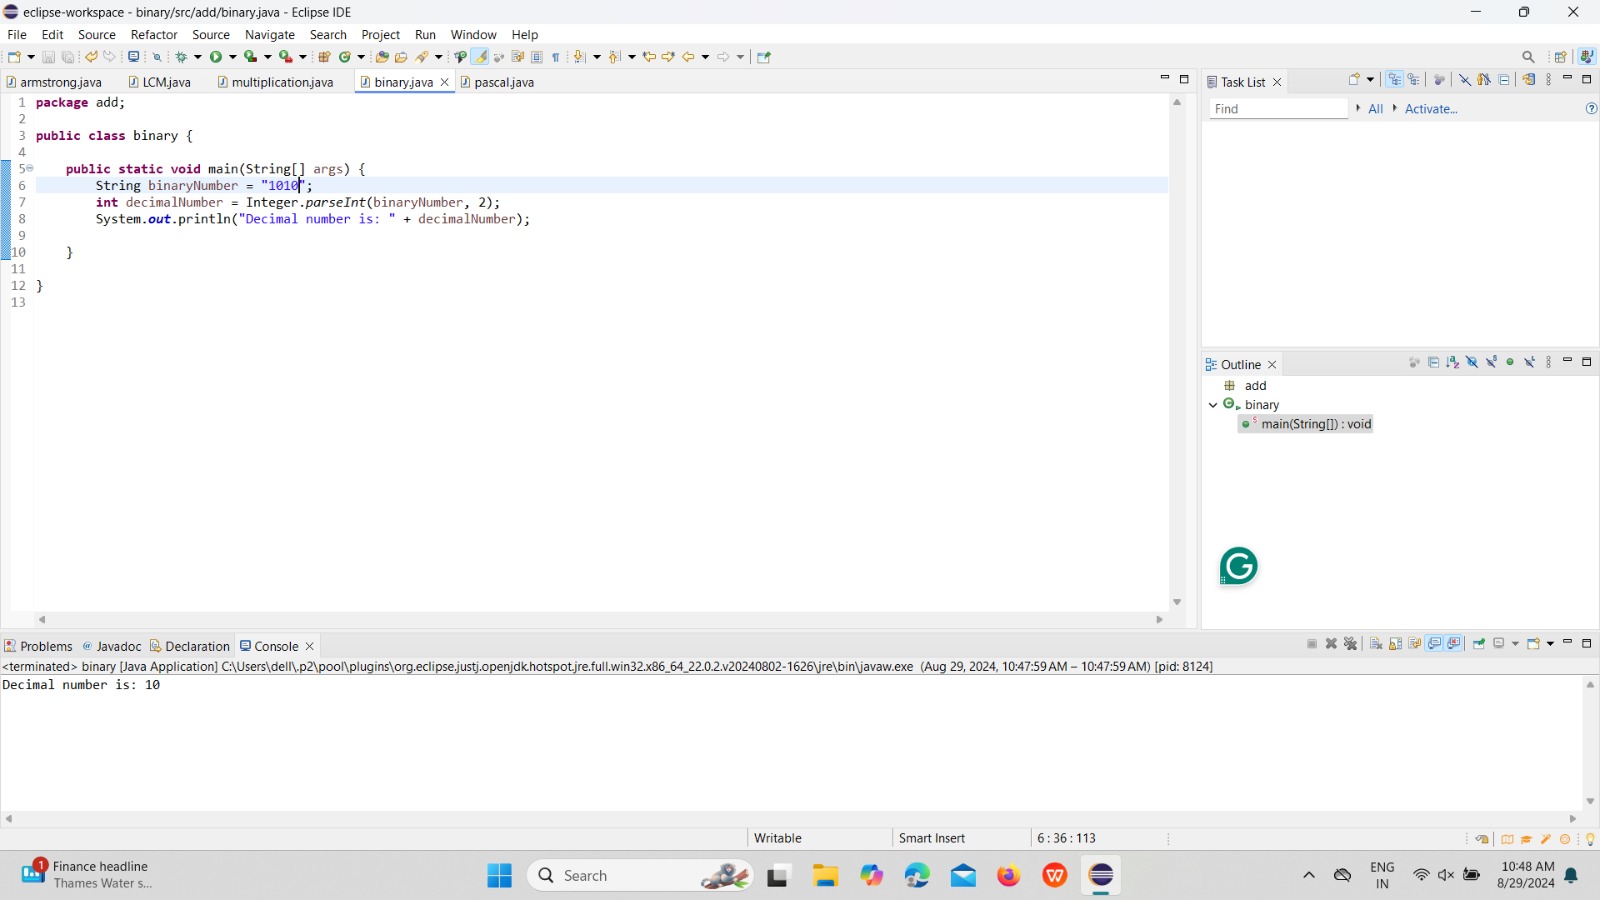 eclipse-workspace - binary/src/add/binary.java - Eclipse IDE
File Edit Source Refactor Source Navigate Search Project Run Window Help
armstrong.java LCM.java multiplication.java binary.java pascal.java
1 package add;
2
3 public class binary {
4
5 public static void main(String[] args) {
6 String binaryNumber = "1010";
7 int decimalNumber = Integer.parseInt(binaryNumber, 2);
8 System.out.println("Decimal number is: " + decimalNumber);
9
10 }
11
12 }
13
Task List
Find All Activate...
Outline
add
binary
main(String[]) : void
Problems Javadoc Declaration Console
<terminated> binary [Java Application] C:\Users\dell\.p2\pool\plugins\org.eclipse.justj.openjdk.hotspot.jre.full.win32.x86_64_22.0.2.v20240802-1626\jre\bin\javaw.exe (Aug 29, 2024, 10:47:59 AM – 10:47:59 AM) [pid: 8124]
Decimal number is: 10
Writable Smart Insert 6 : 36 : 113
1 Finance headline
Thames Water s...
Search
ENG
IN
10:48 AM
8/29/2024